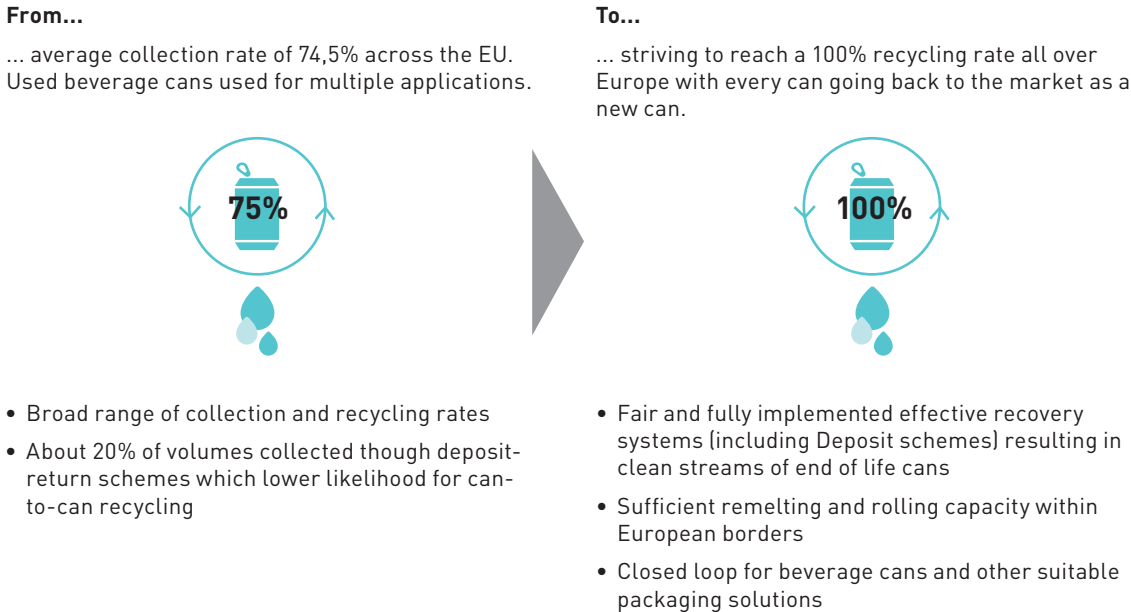 From...
... average collection rate of 74,5% across the EU.
Used beverage cans used for multiple applications.
75%
• Broad range of collection and recycling rates
• About 20% of volumes collected though deposit-
return schemes which lower likelihood for can-
to-can recycling
To...
... striving to reach a 100% recycling rate all over
Europe with every can going back to the market as a
new can.
100%
• Fair and fully implemented effective recovery
systems (including Deposit schemes) resulting in
clean streams of end of life cans
• Sufficient remelting and rolling capacity within
European borders
• Closed loop for beverage cans and other suitable
packaging solutions